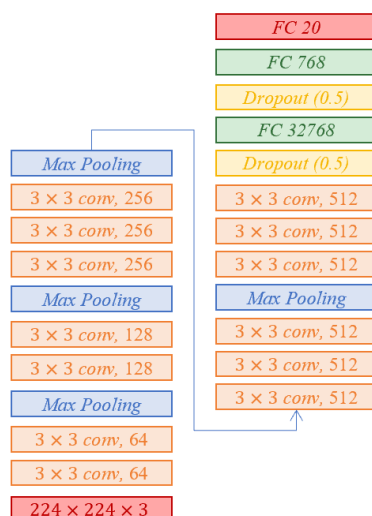 FC 20
FC 768
Dropout (0.5)
FC 32768
Dropout (0.5)
3 × 3 conv, 512
3 × 3 conv, 512
3 × 3 conv, 512
Max Pooling
3 × 3 conv, 512
3 × 3 conv, 512
3 × 3 conv, 512
Max Pooling
3 × 3 conv, 256
3 × 3 conv, 256
3 × 3 conv, 256
Max Pooling
3 × 3 conv, 128
3 × 3 conv, 128
Max Pooling
3 × 3 conv, 64
3 × 3 conv, 64
224 × 224 × 3